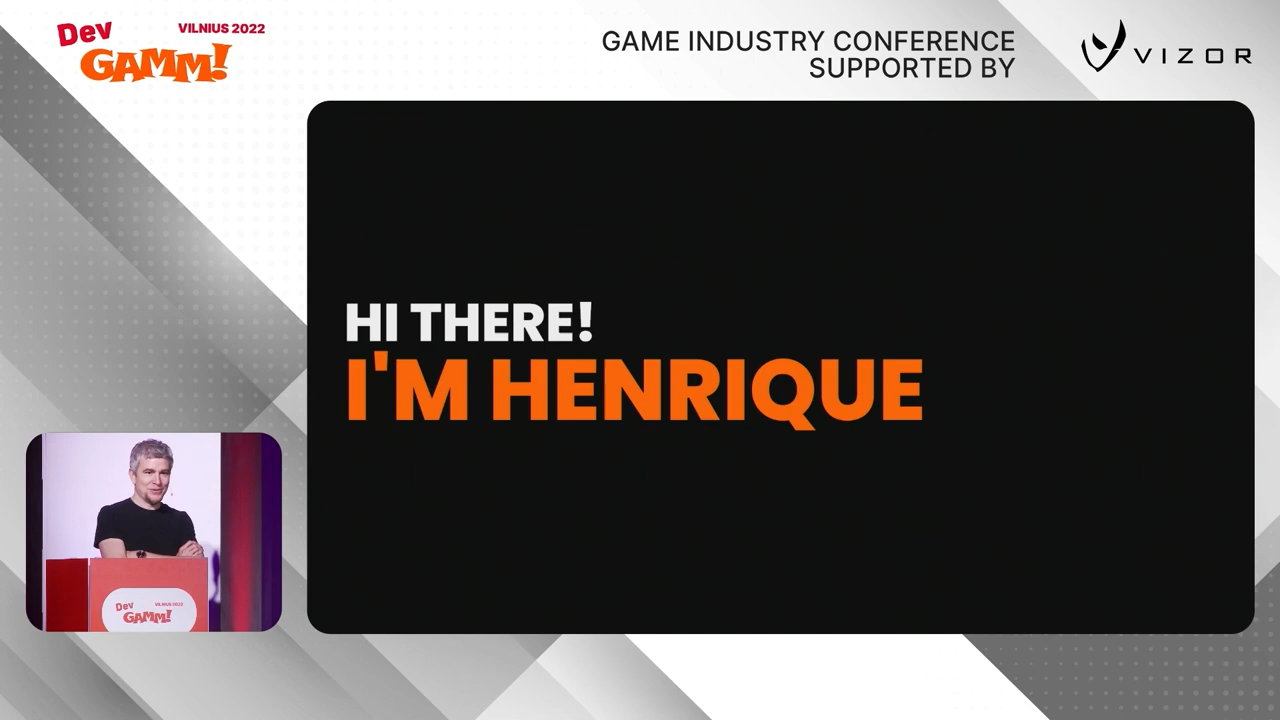 Dev
GAMM!
VILNIUS 2022
GAME INDUSTRY CONFERENCE
SUPPORTED BY
VIZOR
HI THERE!
I'M HENRIQUE
Dev
GAMM!
VILNIUS 2022